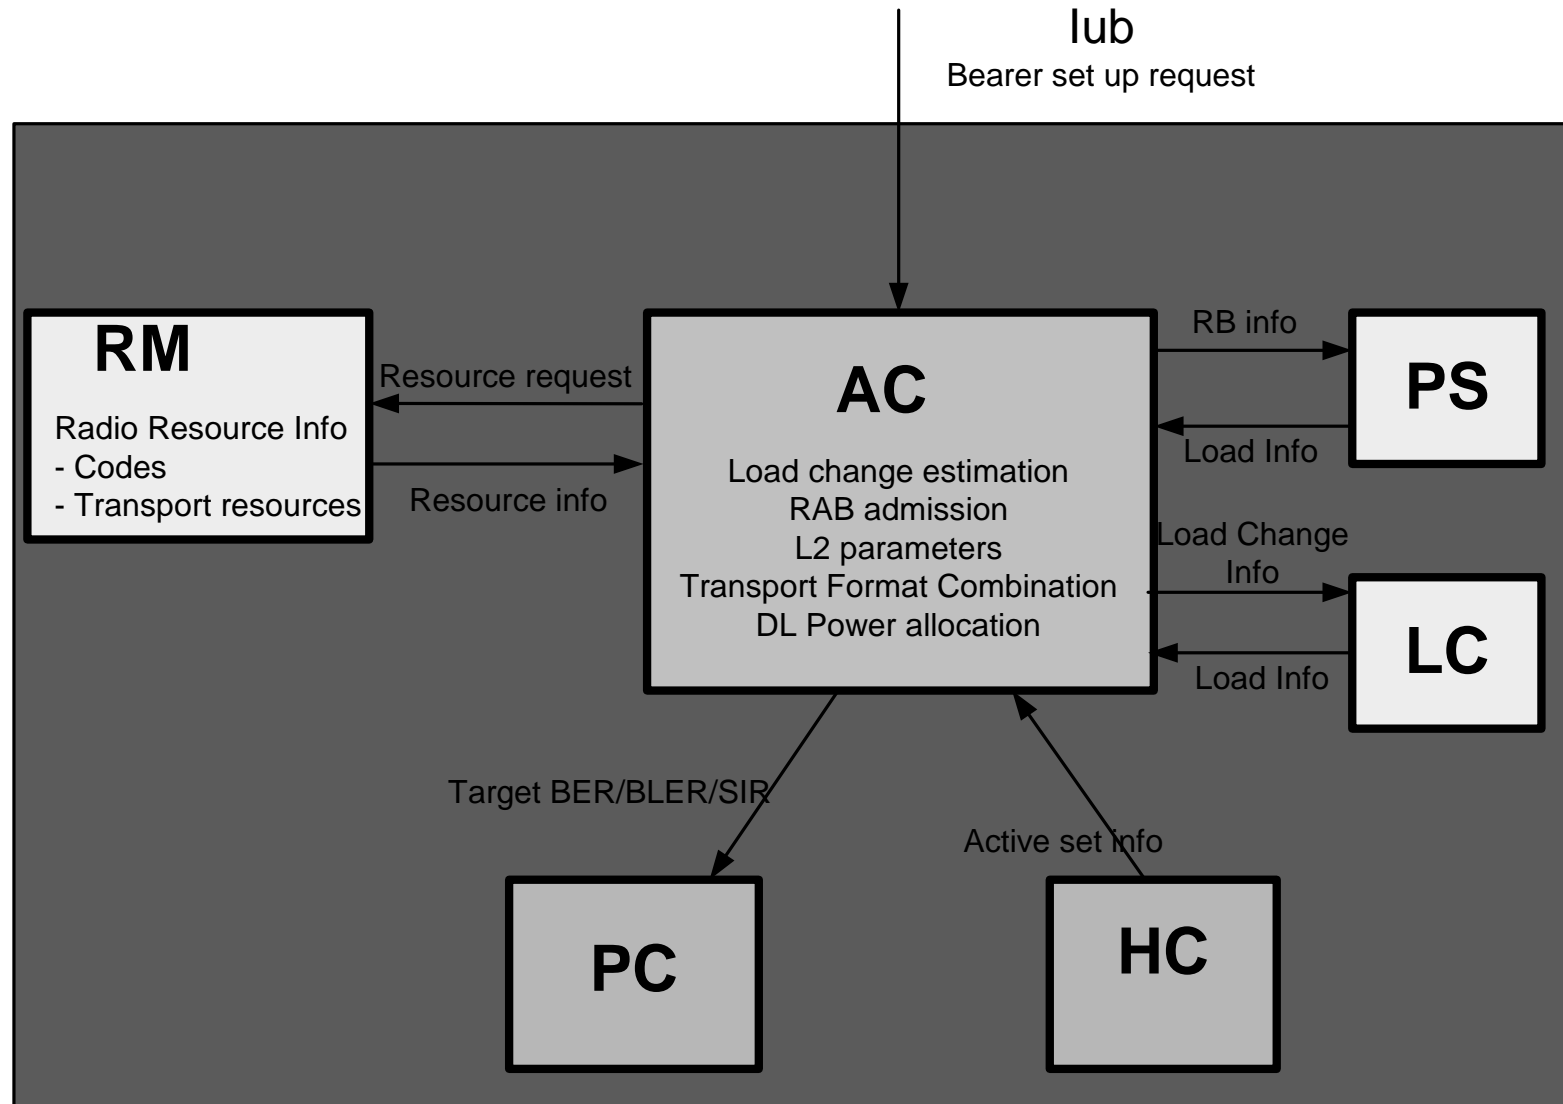 Iub
Bearer set up request
RM
Radio Resource Info
- Codes
- Transport resources
Resource request
Resource info
AC
Load change estimation
RAB admission
L2 parameters
Transport Format Combination
DL Power allocation
RB info
PS
Load Info
Load Change
Info
LC
Load Info
Target BER/BLER/SIR
Active set info
PC
HC